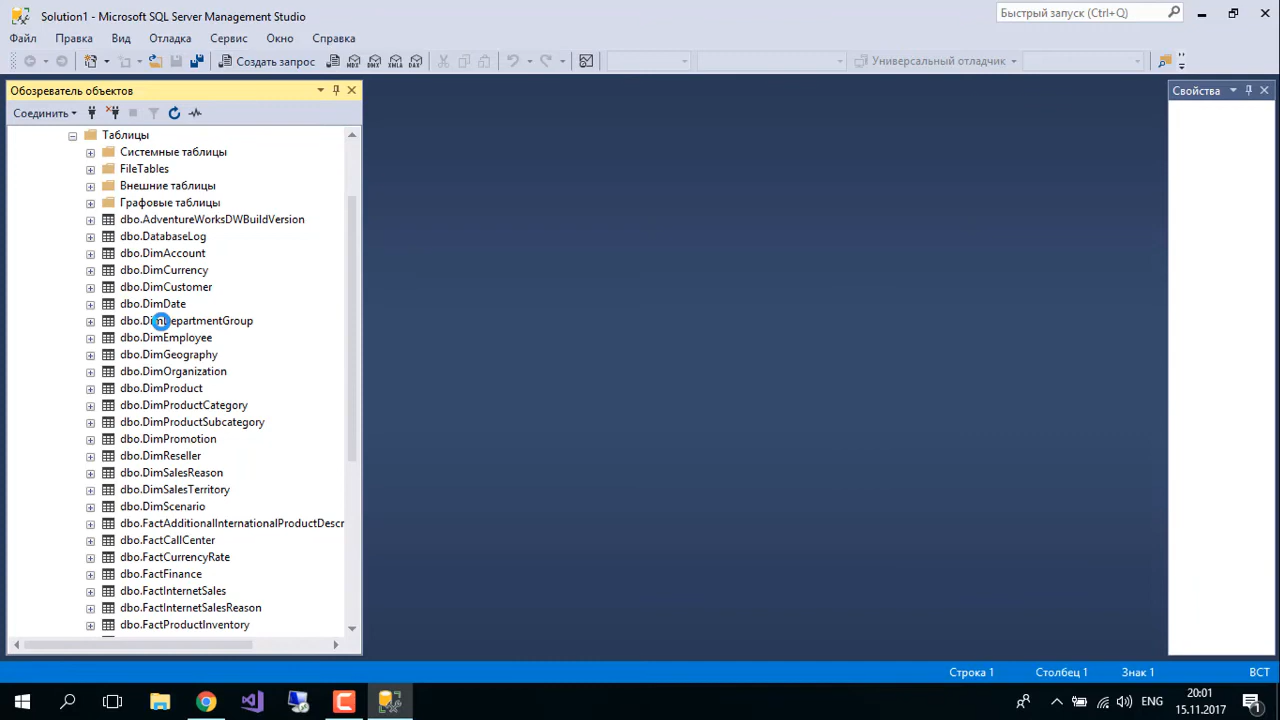 Solution1 - Microsoft SQL Server Management Studio
Быстрый запуск (Ctrl+Q)
Файл Правка Вид Отладка Сервис Окно Справка
Создать запрос MDX DMX XMLA DAX Универсальный отладчик
Обозреватель объектов
Свойства
Соединить
Таблицы
Системные таблицы
FileTables
Внешние таблицы
Графовые таблицы
dbo.AdventureWorksDWBuildVersion
dbo.DatabaseLog
dbo.DimAccount
dbo.DimCurrency
dbo.DimCustomer
dbo.DimDate
dbo.DimDepartmentGroup
dbo.DimEmployee
dbo.DimGeography
dbo.DimOrganization
dbo.DimProduct
dbo.DimProductCategory
dbo.DimProductSubcategory
dbo.DimPromotion
dbo.DimReseller
dbo.DimSalesReason
dbo.DimSalesTerritory
dbo.DimScenario
dbo.FactAdditionalInternationalProductDescr
dbo.FactCallCenter
dbo.FactCurrencyRate
dbo.FactFinance
dbo.FactInternetSales
dbo.FactInternetSalesReason
dbo.FactProductInventory
Строка 1 Столбец 1 Знак 1 ВСТ
ENG
20:01
15.11.2017
1